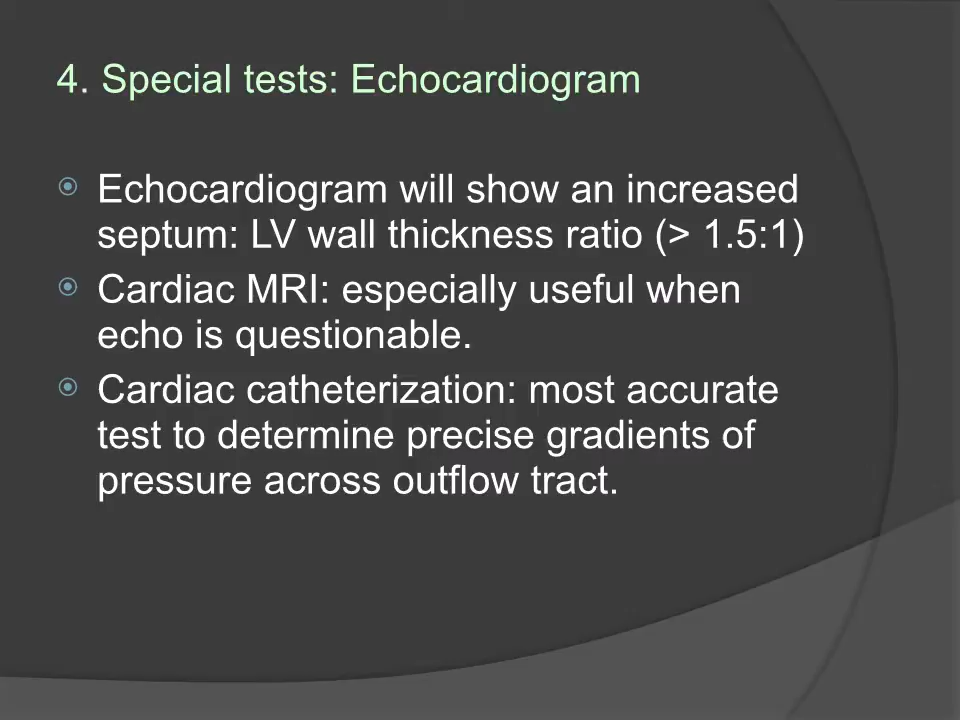 4. Special tests: Echocardiogram
Echocardiogram will show an increased
septum: LV wall thickness ratio (> 1.5:1)
Cardiac MRI: especially useful when
echo is questionable.
Cardiac catheterization: most accurate
test to determine precise gradients of
pressure across outflow tract.